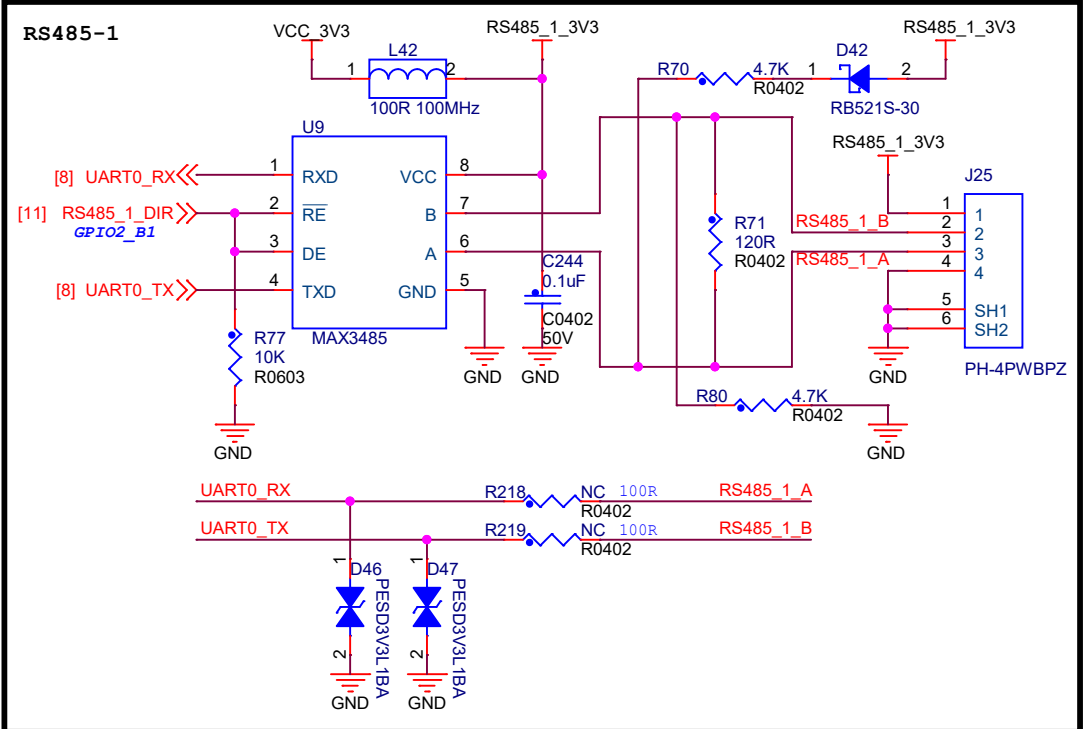 RS485-1
VCC_3V3
RS485_1_3V3
RS485_1_3V3
L42
1
2
100R 100MHz
R70
4.7K
R0402
D42
1
2
RB521S-30
U9
RS485_1_3V3
[8] UART0_RX
1
RXD
VCC
8
J25
[11] RS485_1_DIR
2
RE
B
7
GPIO2_B1
3
DE
A
6
[8] UART0_TX
4
TXD
GND
5
MAX3485
R71
120R
R0402
RS485_1_B
RS485_1_A
1
1
2
2
3
3
4
4
5
SH1
6
SH2
PH-4PWBPZ
C244
0.1uF
C0402
50V
R77
10K
R0603
GND
GND
GND
GND
R80
4.7K
R0402
GND
UART0_RX
R218
NC
100R
R0402
RS485_1_A
UART0_TX
R219
NC
100R
R0402
RS485_1_B
1
D46
PESD3V3L1BA
2
GND
1
D47
PESD3V3L1BA
2
GND